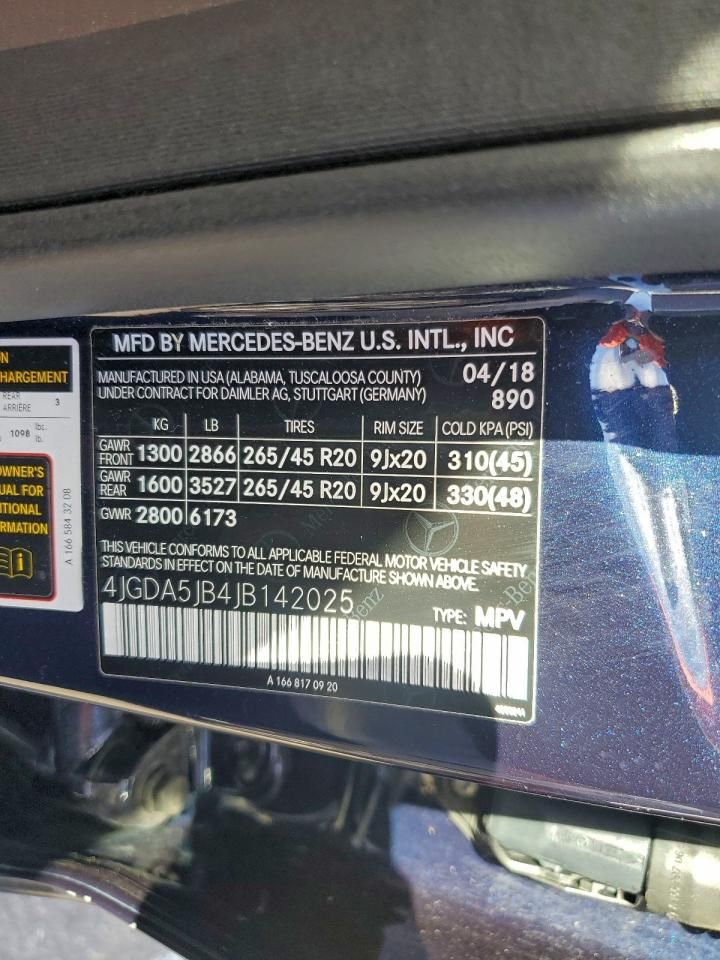 ON
HARGEMENT
REAR
ARRIÈRE 3
1098 lbs.
lb.
OWNER'S
UAL FOR
ITIONAL
ORMATION
A 166 584 32 08
MFD BY MERCEDES-BENZ U.S. INTL., INC
MANUFACTURED IN USA (ALABAMA, TUSCALOOSA COUNTY) 04/18
UNDER CONTRACT FOR DAIMLER AG, STUTTGART (GERMANY) 890
KG LB TIRES RIM SIZE COLD KPA (PSI)
GAWR FRONT 1300 2866 265/45 R20 9Jx20 310(45)
GAWR REAR 1600 3527 265/45 R20 9Jx20 330(48)
GVWR 2800 6173
THIS VEHICLE CONFORMS TO ALL APPLICABLE FEDERAL MOTOR VEHICLE SAFETY
STANDARDS IN EFFECT ON THE DATE OF MANUFACTURE SHOWN ABOVE.
4JGDA5JB4JB142025
TYPE: MPV
A 166 817 09 20